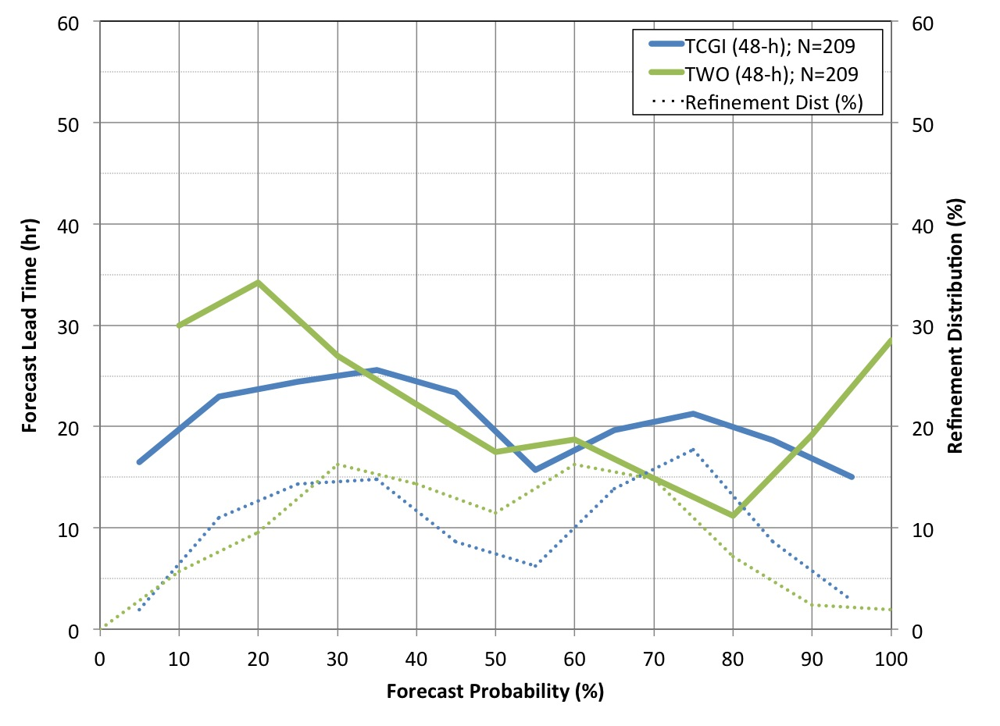 60
50
40
30
20
10
0
Forecast Lead Time (hr)
TCGI (48-h); N=209
TWO (48-h); N=209
Refinement Dist (%)
60
50
40
30
20
10
0
Refinement Distribution (%)
0 10 20 30 40 50 60 70 80 90 100
Forecast Probability (%)